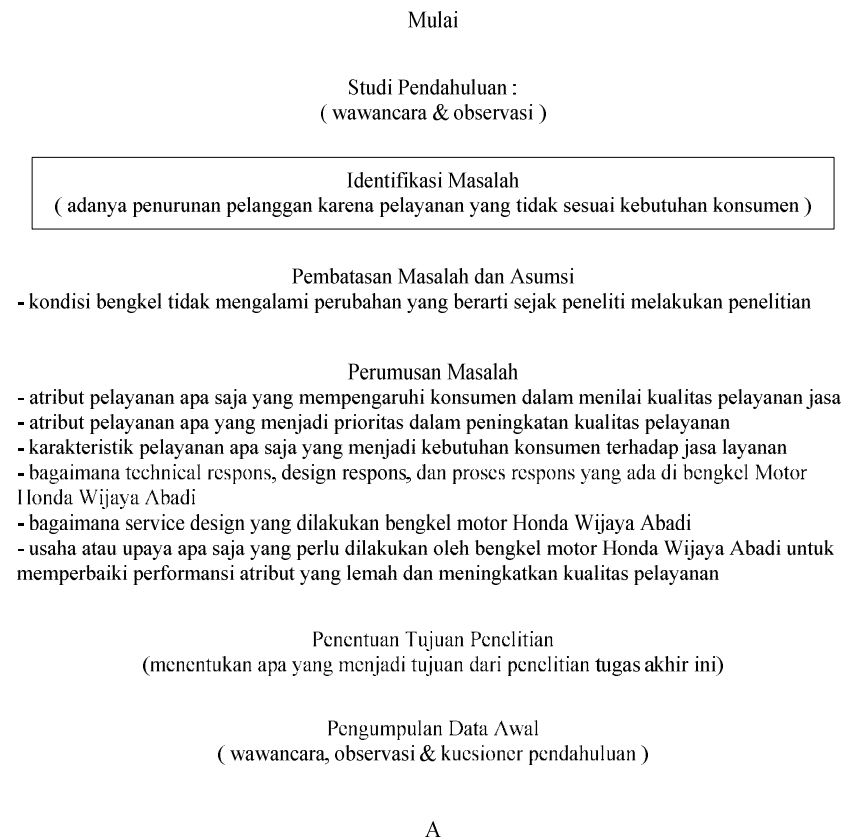 Mulai
Studi Pendahuluan :
( wawancara & observasi )
Identifikasi Masalah
( adanya penurunan pelanggan karena pelayanan yang tidak sesuai kebutuhan konsumen )
Pembatasan Masalah dan Asumsi
- kondisi bengkel tidak mengalami perubahan yang berarti sejak peneliti melakukan penelitian
Perumusan Masalah
- atribut pelayanan apa saja yang mempengaruhi konsumen dalam menilai kualitas pelayanan jasa
- atribut pelayanan apa yang menjadi prioritas dalam peningkatan kualitas pelayanan
- karakteristik pelayanan apa saja yang menjadi kebutuhan konsumen terhadap jasa layanan
- bagaimana technical respons, design respons, dan proses respons yang ada di bengkel Motor
Honda Wijaya Abadi
- bagaimana service design yang dilakukan bengkel motor Honda Wijaya Abadi
- usaha atau upaya apa saja yang perlu dilakukan oleh bengkel motor Honda Wijaya Abadi untuk
memperbaiki performansi atribut yang lemah dan meningkatkan kualitas pelayanan
Penentuan Tujuan Penelitian
(menentukan apa yang menjadi tujuan dari penelitian tugas akhir ini)
Pengumpulan Data Awal
( wawancara, observasi & kuesioner pendahuluan )
A